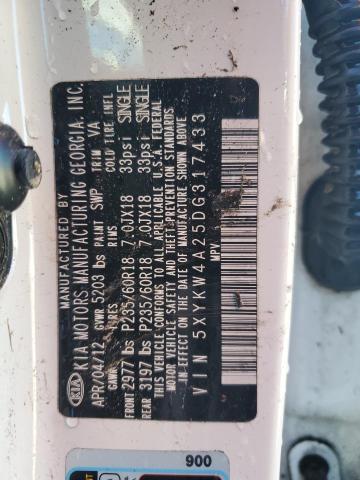 MANUFACTURED BY
KIA KIA MOTORS MANUFACTURING GEORGIA, INC.
APR/04/12 GVWR 5203 lbs PAINT SWP TRIM VA
GAWR TIRES RIMS COLD TIRE INFL
FRONT 2977 lbs P235/60R18 7.0JX18 33psi SINGLE
REAR 3197 lbs P235/60R18 7.0JX18 33psi SINGLE
THIS VEHICLE CONFORMS TO ALL APPLICABLE U.S.A. FEDERAL
MOTOR VEHICLE SAFETY AND THEFT PREVENTION STANDARDS
IN-EFFECT ON THE DATE OF MANUFACTURE SHOWN ABOVE
VIN 5XYKW4A25DG317433
MPV
900